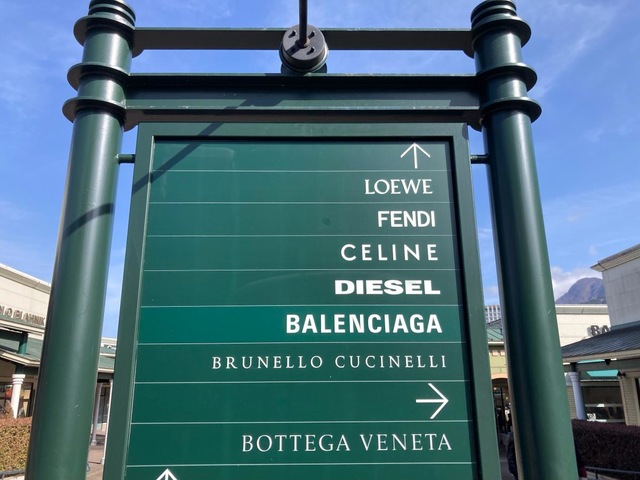 LOEWE
FENDI
CELINE
DIESEL
BALENCIAGA
BRUNELLO CUCINELLI
BOTTEGA VENETA